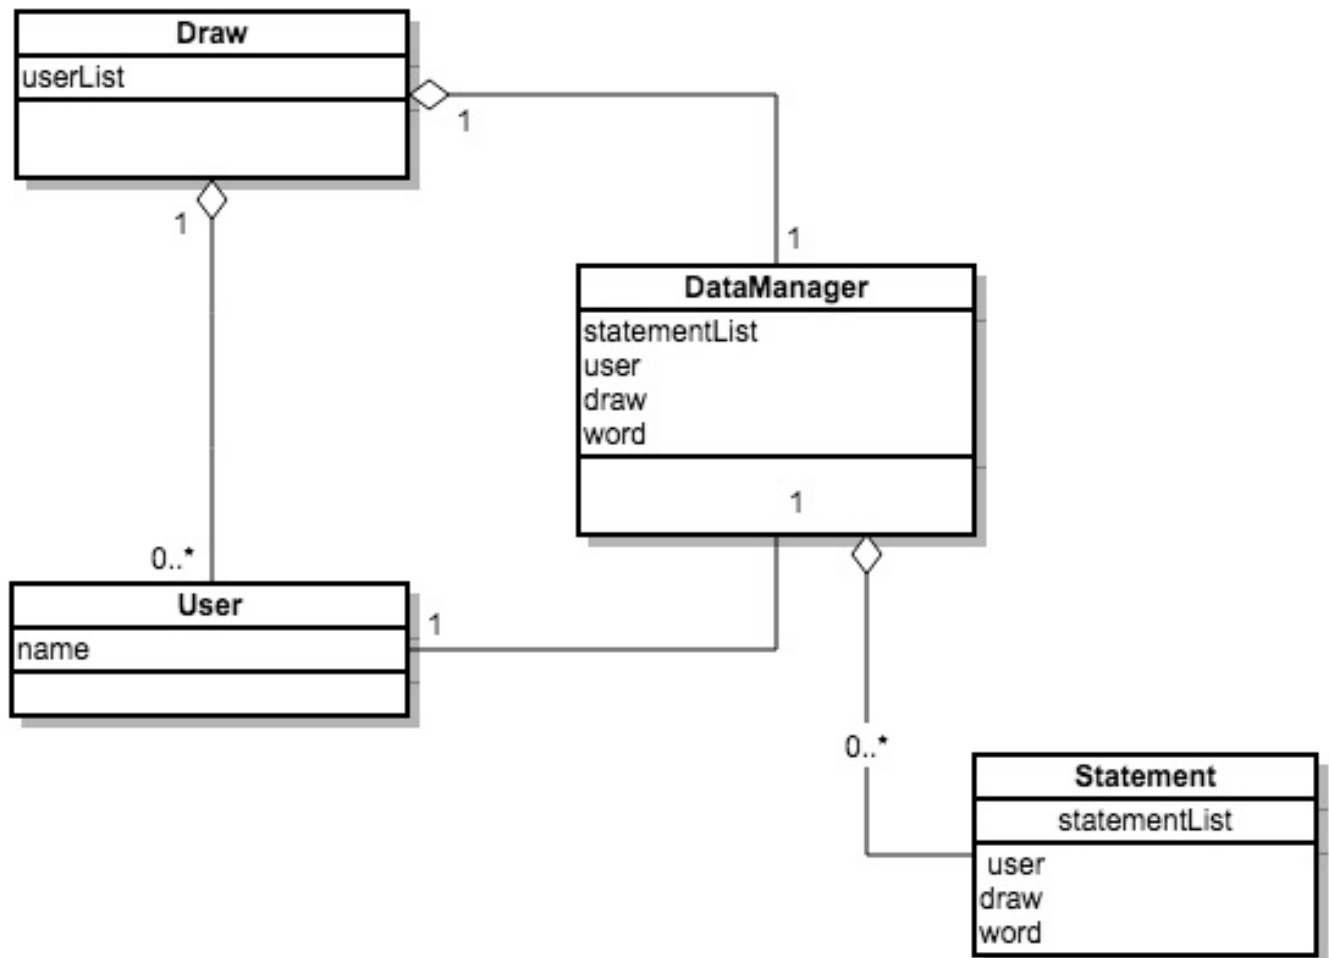 Draw
userList
1
1
1
DataManager
statementList
user
draw
word
1
0..*
User
name
1
0..*
Statement
statementList
user
draw
word